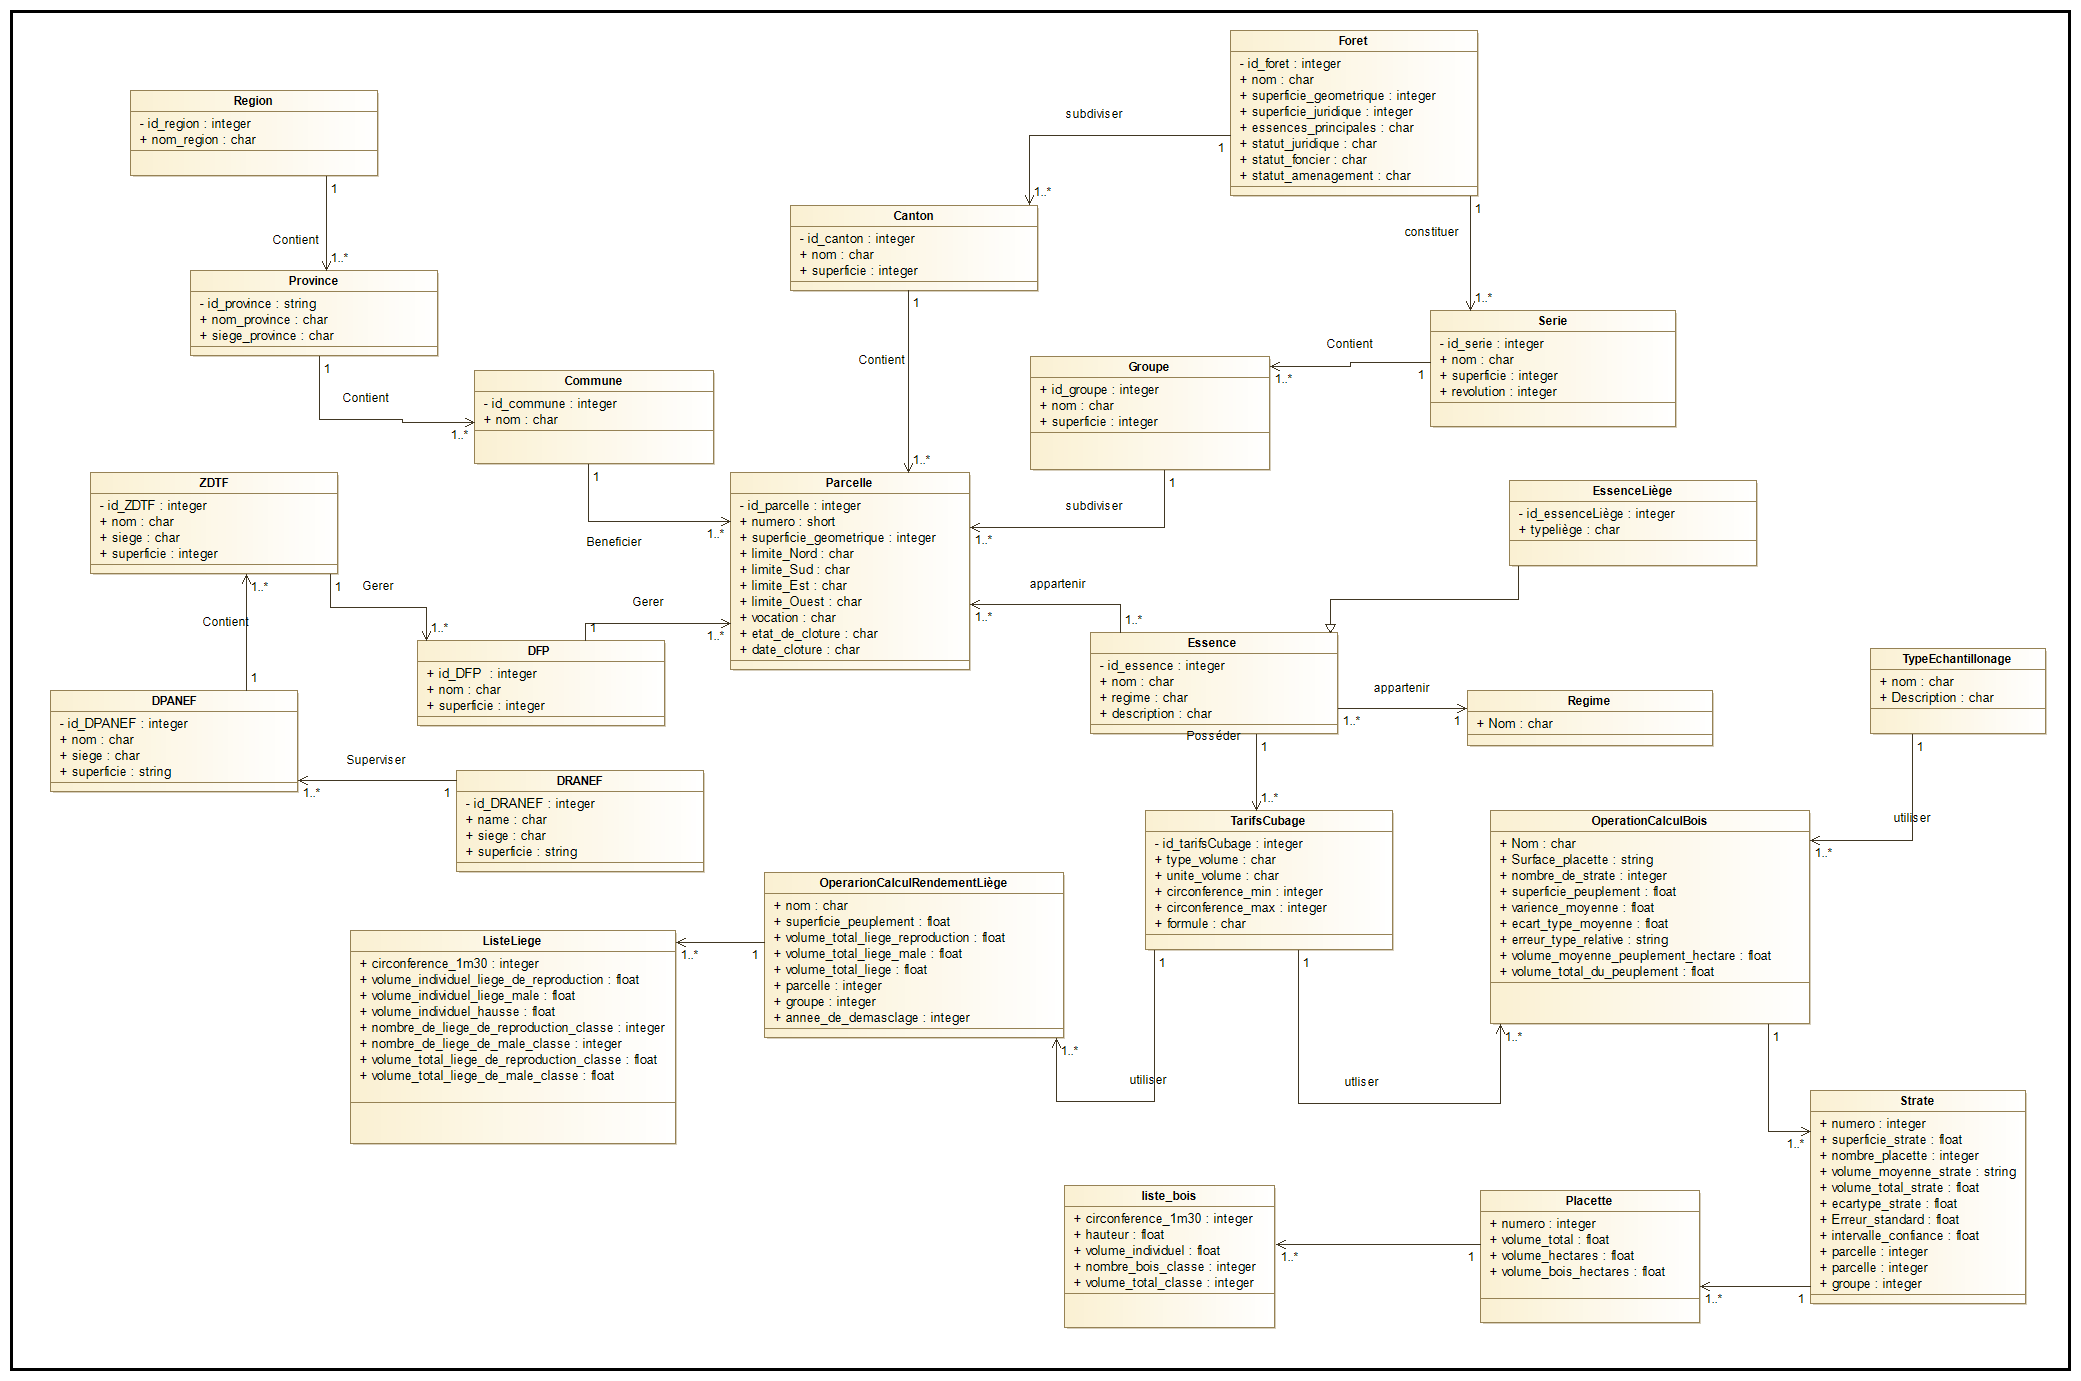 Foret
- id_foret : integer
+ nom : char
+ superficie_geometrique : integer
+ superficie_juridique : integer
+ essences_principales : char
+ statut_juridique : char
+ statut_foncier : char
+ statut_amenagement : char
subdiviser
1
1..*
1
constituer
1..*
Region
- id_region : integer
+ nom_region : char
1
Contient
1..*
Province
- id_province : string
+ nom_province : char
+ siege_province : char
1
Contient
1..*
Canton
- id_canton : integer
+ nom : char
+ superficie : integer
1
Contient
1..*
Serie
- id_serie : integer
+ nom : char
+ superficie : integer
+ revolution : integer
Contient
1
1..*
Groupe
+ id_groupe : integer
+ nom : char
+ superficie : integer
1
subdiviser
1..*
Commune
- id_commune : integer
+ nom : char
1
Beneficier
1..*
Parcelle
- id_parcelle : integer
+ numero : short
+ superficie_geometrique : integer
+ limite_Nord : char
+ limite_Sud : char
+ limite_Est : char
+ limite_Ouest : char
+ vocation : char
+ etat_de_cloture : char
+ date_cloture : char
ZDTF
- id_ZDTF : integer
+ nom : char
+ siege : char
+ superficie : integer
1..*
Contient
1
1
Gerer
1..*
Gerer
1
1..*
DFP
+ id_DFP : integer
+ nom : char
+ superficie : integer
DPANEF
- id_DPANEF : integer
+ nom : char
+ siege : char
+ superficie : string
Superviser
1..*
1
DRANEF
- id_DRANEF : integer
+ name : char
+ siege : char
+ superficie : string
EssenceLiège
- id_essenceLiège : integer
+ typeliège : char
appartenir
1..*
1..*
Essence
- id_essence : integer
+ nom : char
+ regime : char
+ description : char
appartenir
1..*
1
Regime
+ Nom : char
Posséder
1
1..*
TypeEchantillonage
+ nom : char
+ Description : char
1
utiliser
1..*
TarifsCubage
- id_tarifsCubage : integer
+ type_volume : char
+ unite_volume : char
+ circonference_min : integer
+ circonference_max : integer
+ formule : char
1
utiliser
1..*
1
utliser
1..*
OperationCalculBois
+ Nom : char
+ Surface_placette : string
+ nombre_de_strate : integer
+ superficie_peuplement : float
+ varience_moyenne : float
+ ecart_type_moyenne : float
+ erreur_type_relative : string
+ volume_moyenne_peuplement_hectare : float
+ volume_total_du_peuplement : float
1
1..*
OperarionCalculRendementLiège
+ nom : char
+ superficie_peuplement : float
+ volume_total_liege_reproduction : float
+ volume_total_liege_male : float
+ volume_total_liege : float
+ parcelle : integer
+ groupe : integer
+ annee_de_demasclage : integer
1
1..*
ListeLiege
+ circonference_1m30 : integer
+ volume_individuel_liege_de_reproduction : float
+ volume_individuel_liege_male : float
+ volume_individuel_hausse : float
+ nombre_de_liege_de_reproduction_classe : integer
+ nombre_de_liege_de_male_classe : integer
+ volume_total_liege_de_reproduction_classe : float
+ volume_total_liege_de_male_classe : float
Strate
+ numero : integer
+ superficie_strate : float
+ nombre_placette : integer
+ volume_moyenne_strate : string
+ volume_total_strate : float
+ ecartype_strate : float
+ Erreur_standard : float
+ intervalle_confiance : float
+ parcelle : integer
+ parcelle : integer
+ groupe : integer
1
1..*
Placette
+ numero : integer
+ volume_total : float
+ volume_hectares : float
+ volume_bois_hectares : float
1
1..*
liste_bois
+ circonference_1m30 : integer
+ hauteur : float
+ volume_individuel : float
+ nombre_bois_classe : integer
+ volume_total_classe : integer